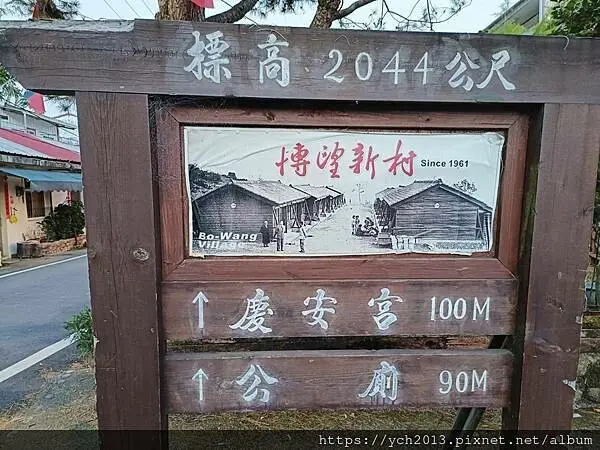 標高 2044 公尺
博望新村 Since 1961
Bo-Wang
Village
↑ 慶安宮 100M
↑ 公廁 90M
https://ych2013.pixnet.net/album